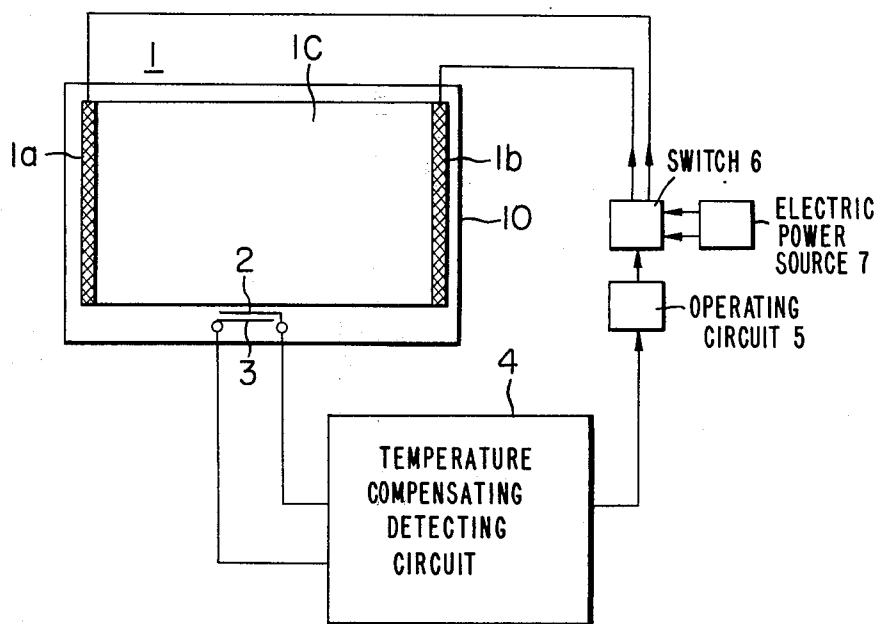 1
1C
1a
1b
10
2
3
4
SWITCH 6
ELECTRIC
POWER
SOURCE 7
OPERATING
CIRCUIT 5
TEMPERATURE
COMPENSATING
DETECTING
CIRCUIT